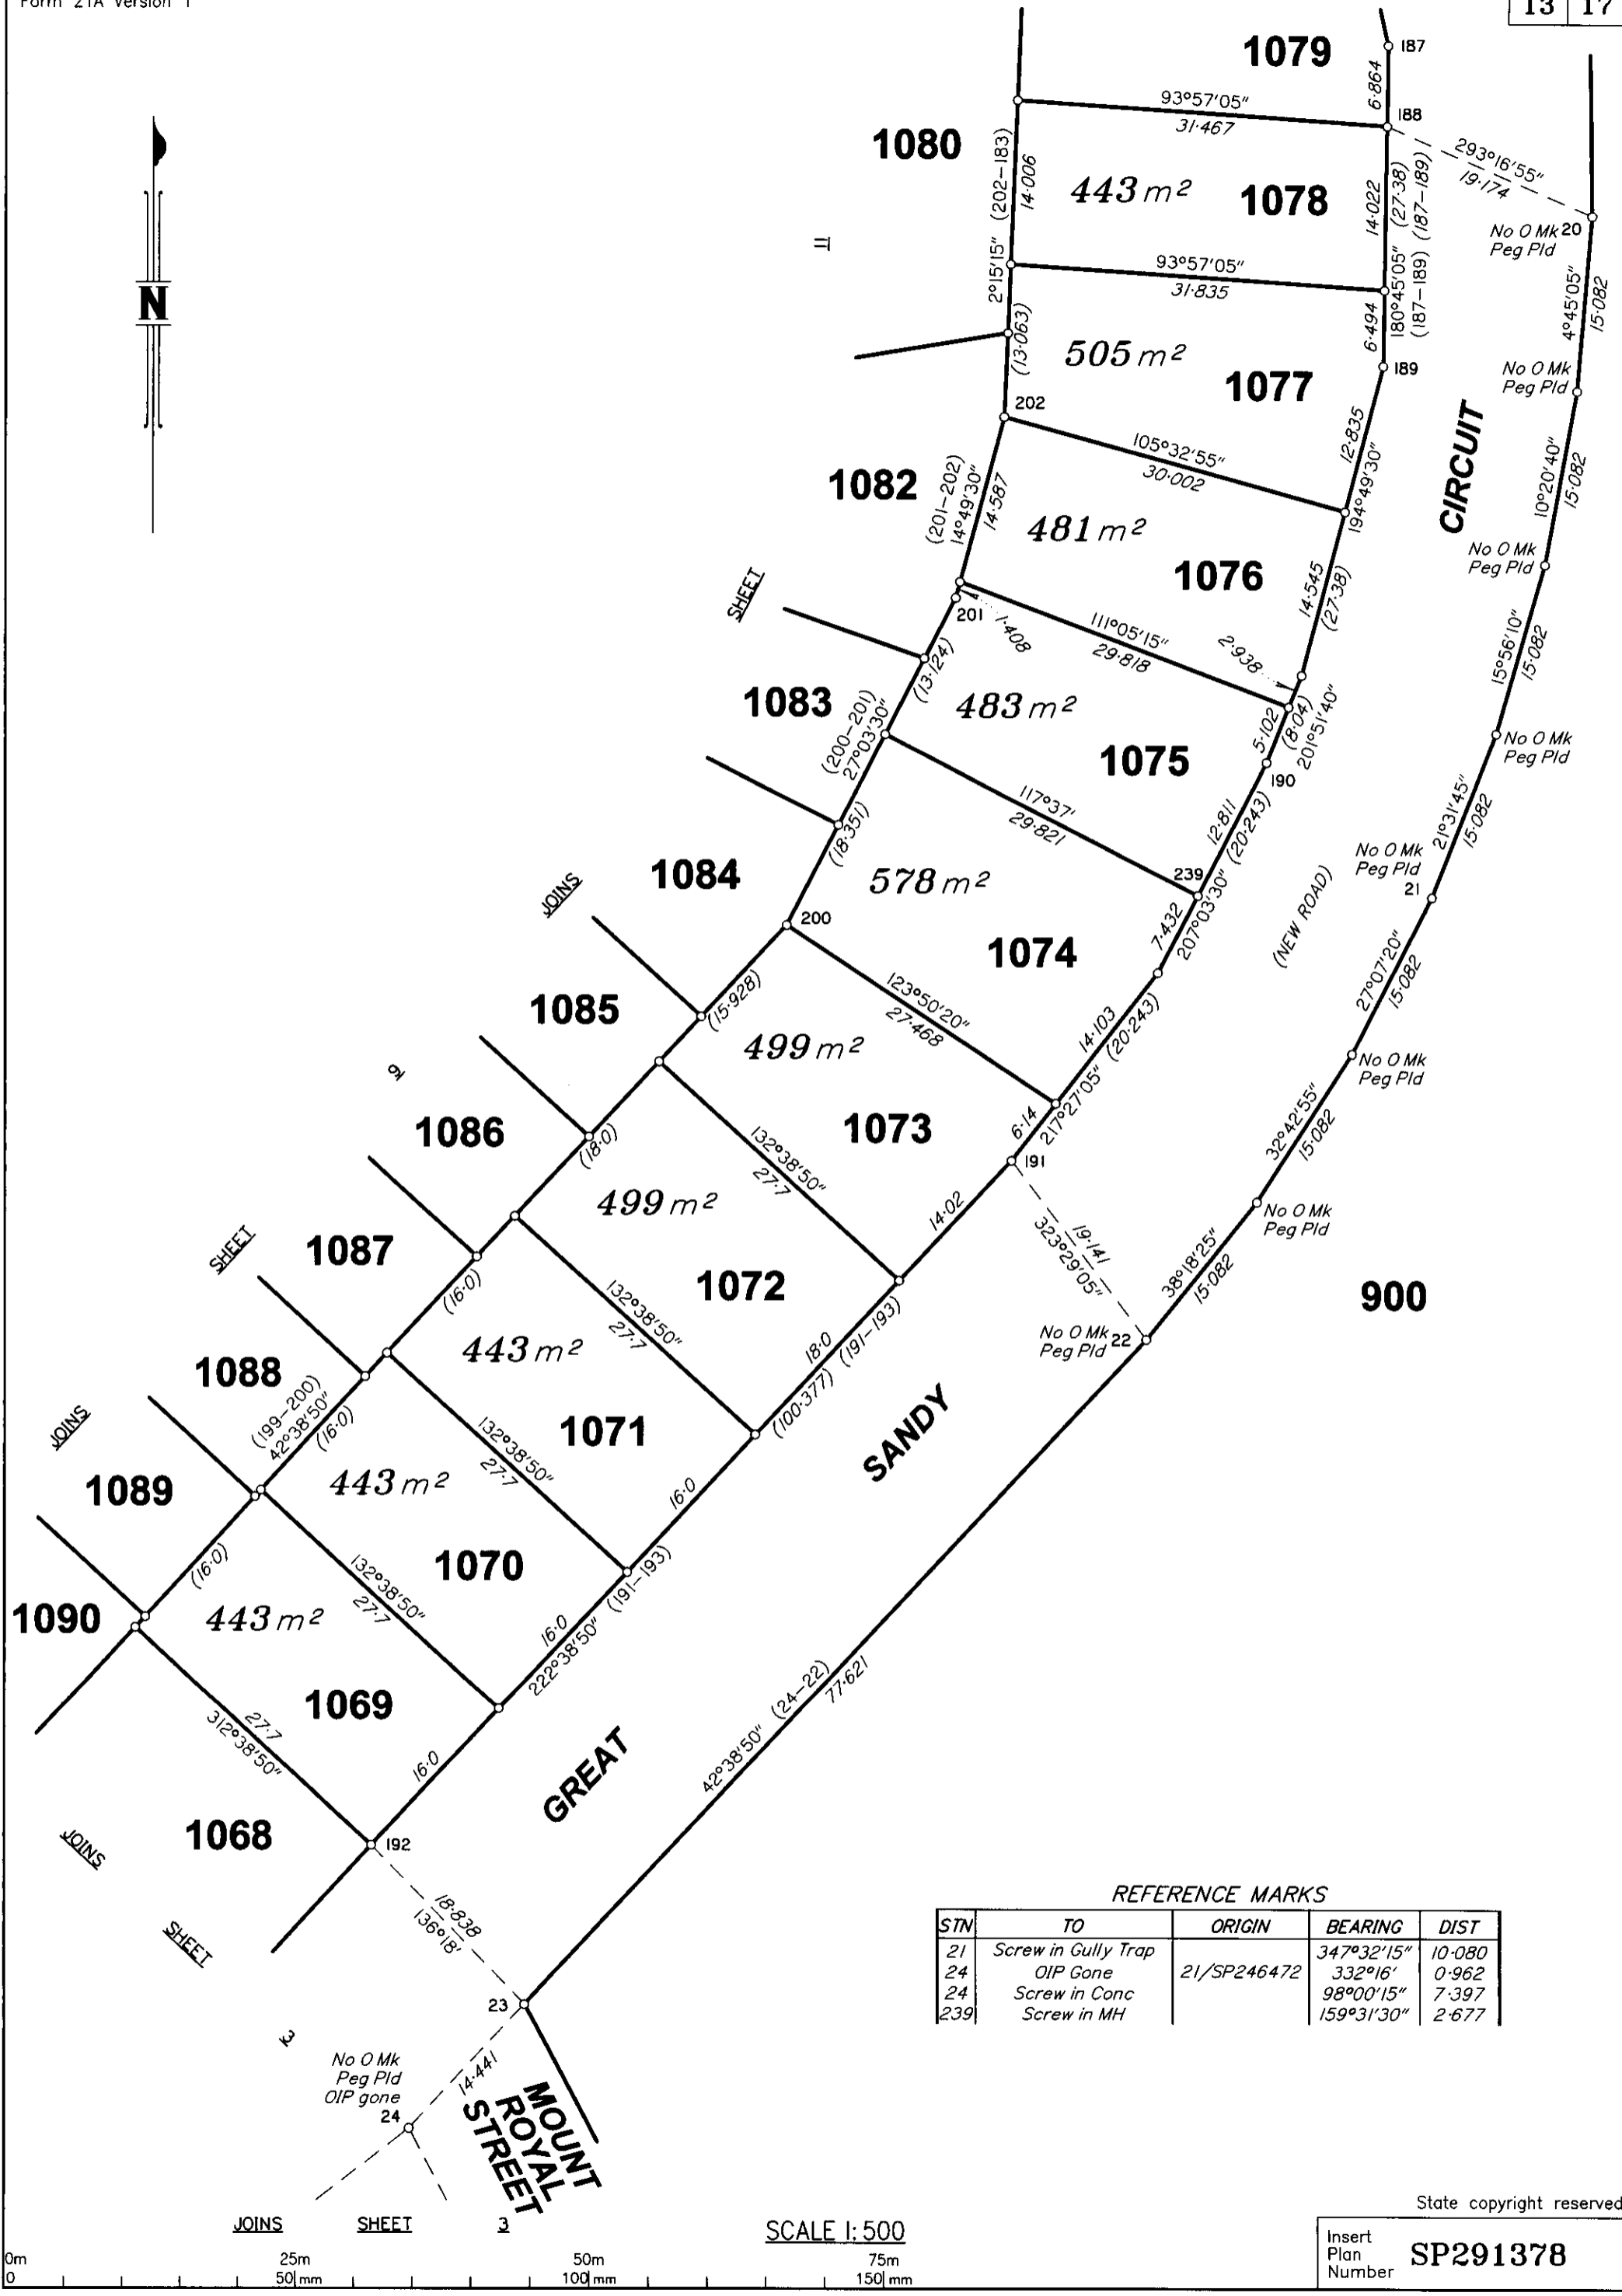 Form 21A Version 1
13 17
N
1079
187
6·864
93°57'05"
31·467
188
1080
(202-183)
14·006
443 m²
1078
14·022
(27·38)
(187-189)
293°16'55"
19·174
No O Mk 20
Peg Pld
11
2°15'15"
93°57'05"
31·835
180°45'05"
(187-189)
6·494
4°45'05"
15·082
(13·063)
505 m²
1077
189
No O Mk
Peg Pld
202
12·835
194°49'30"
CIRCUIT
105°32'55"
30·002
1082
(201-202)
14°49'30"
14·587
10°20'40"
15·082
481 m²
1076
14·545
(27·38)
No O Mk
Peg Pld
SHEET
201
1·408
111°05'15"
29·818
2·938
15°56'10"
15·082
(13·124)
1083
(200-201)
27°03'30"
483 m²
5·102
(8·04)
201°51'40"
No O Mk
Peg Pld
1075
190
117°37'
29·821
12·811
(20·243)
21°31'45"
15·082
(18·351)
No O Mk
Peg Pld
21
1084
578 m²
239
JOINS
7·432
207°03'30"
(NEW ROAD)
200
1074
27°07'20"
15·082
1085
(15·928)
123°50'20"
27·468
14·103
(20·243)
499 m²
No O Mk
Peg Pld
16
1086
(18·0)
1073
6·14
217°27'05"
32°42'55"
15·082
132°38'50"
27·7
191
499 m²
14·02
No O Mk
Peg Pld
SHEET
1087
(16·0)
1072
19·141
323°29'05"
38°18'25"
15·082
900
132°38'50"
27·7
18·0
(191-193)
No O Mk 22
Peg Pld
443 m²
1088
(100·377)
JOINS
(199-200)
42°38'50"
(16·0)
1071
SANDY
132°38'50"
27·7
1089
443 m²
16·0
(16·0)
1070
(191-193)
132°38'50"
27·7
1090
443 m²
16·0
222°38'50"
(24-22)
77·621
42°38'50"
1069
27·7
312°38'50"
16·0
GREAT
1068
192
JOINS
18·838
136°18'
SHEET
REFERENCE MARKS
STN TO ORIGIN BEARING DIST
21 Screw in Gully Trap 347°32'15" 10·080
24 OIP Gone 21/SP246472 332°16' 0·962
24 Screw in Conc 98°00'15" 7·397
239 Screw in MH 159°31'30" 2·677
23
3
No O Mk
Peg Pld
OIP gone
24
14·441
MOUNT
ROYAL
STREET
JOINS SHEET 3
SCALE 1:500
State copyright reserved
Insert
Plan
Number
SP291378
0m 25m 50m 75m
0 50mm 100mm 150mm